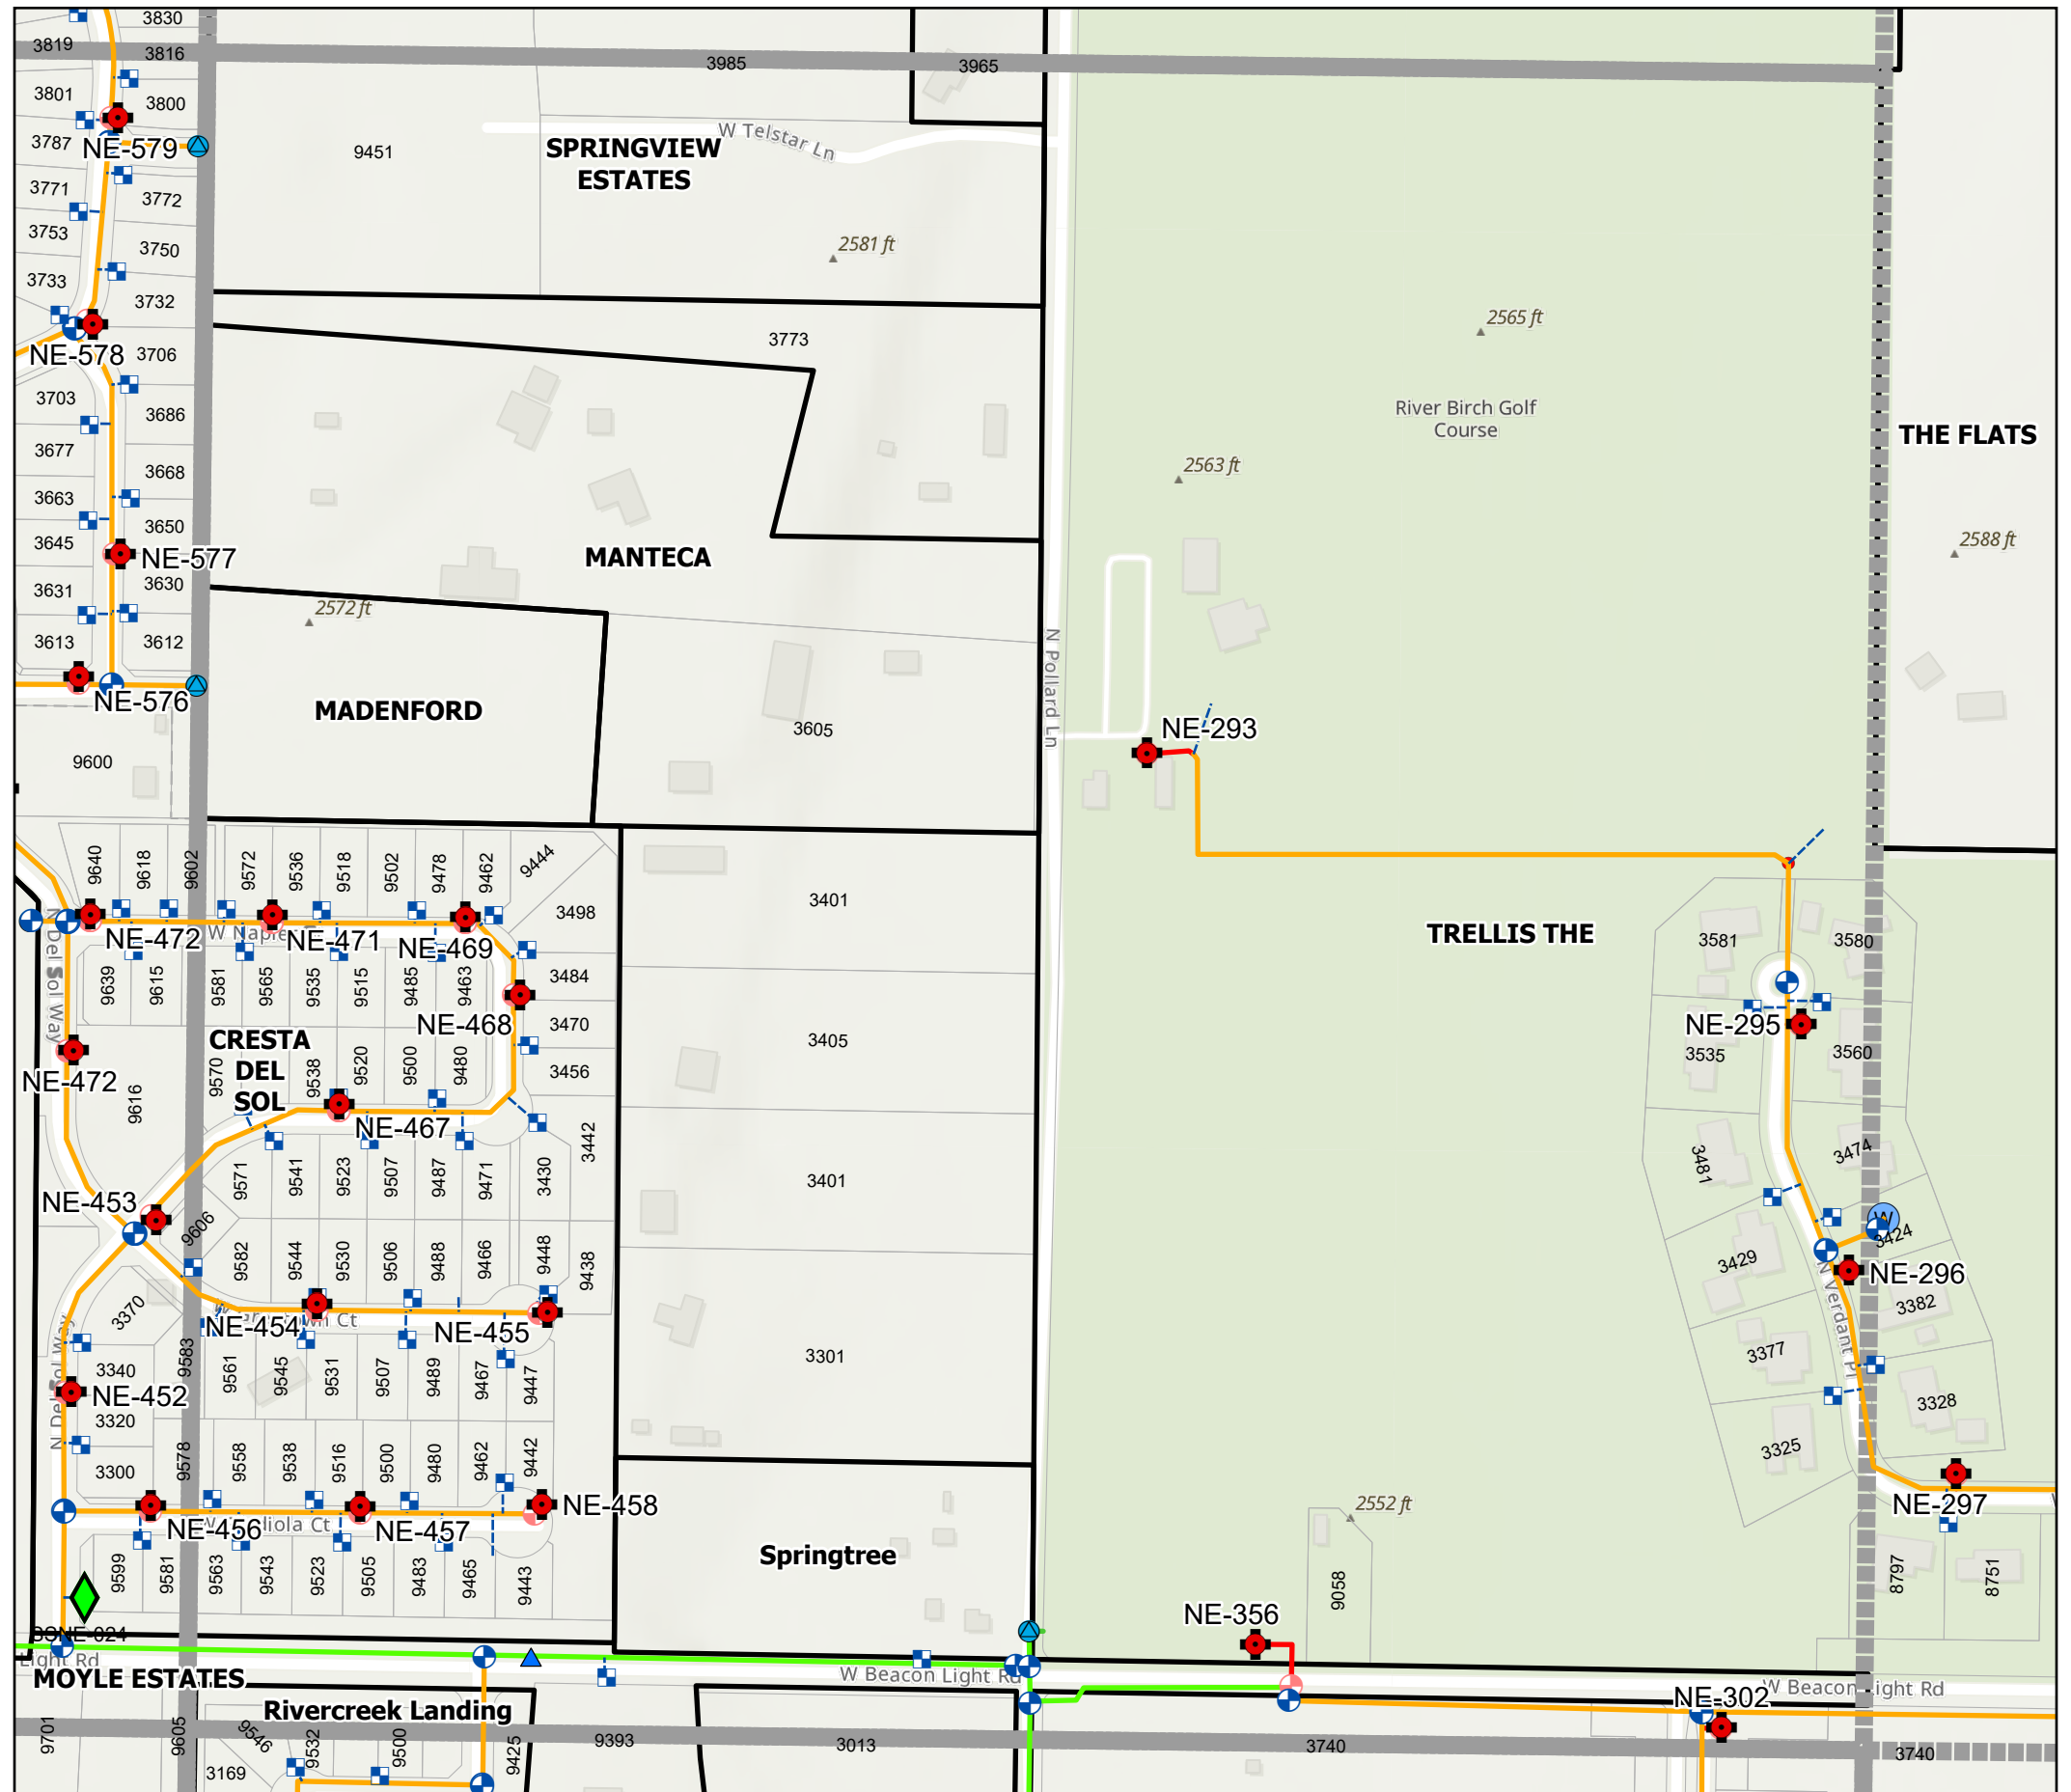 3830
3819
3816
3985
3965
3801
3800
W Telstar Ln
3787
NE-579
9451
SPRINGVIEW
ESTATES
3771
3772
3753
3750
2581 ft
3733
3732
2565 ft
NE-578
3706
3773
3703
3686
River Birch Golf
Course
THE FLATS
3677
3668
2563 ft
3663
3650
3645
NE-577
MANTECA
2588 ft
3631
3630
2572 ft
3613
3612
N Pollard Ln
NE-576
MADENFORD
3605
NE-293
9600
9640
9618
9602
9572
9536
9518
9502
9478
9462
9444
3401
3498
NE-472
NE-471
NE-469
TRELLIS THE
3581
3580
N Del Sol Way
9639
9615
9581
9565
9535
9515
9485
9463
3484
NE-468
3470
NE-295
CRESTA
DEL
SOL
3405
3535
3560
NE-472
9616
9570
9538
9520
9500
9480
3456
NE-467
3442
3481
3474
9571
9541
9523
9507
9487
9471
3430
3401
NE-453
9606
W
3424
9582
9544
9530
9506
9488
9466
9448
9438
3429
NE-296
3370
3382
NE-454
Ct
NE-455
N Verdant Pl
3301
3377
3340
9583
9561
9545
9531
9507
9489
9467
9447
NE-452
3328
3320
3325
3300
9578
9558
9538
9516
9500
9480
9462
9442
NE-297
NE-456
NE-457
NE-458
2552 ft
Springtree
9599
9581
9563
9543
9523
9505
9483
9465
9443
9058
8797
8751
NE-356
Light Rd
MOYLE ESTATES
W Beacon Light Rd
W Beacon Light Rd
NE-302
Rivercreek Landing
9701
9605
9546
9532
9500
9425
9393
3013
3740
3740
3169